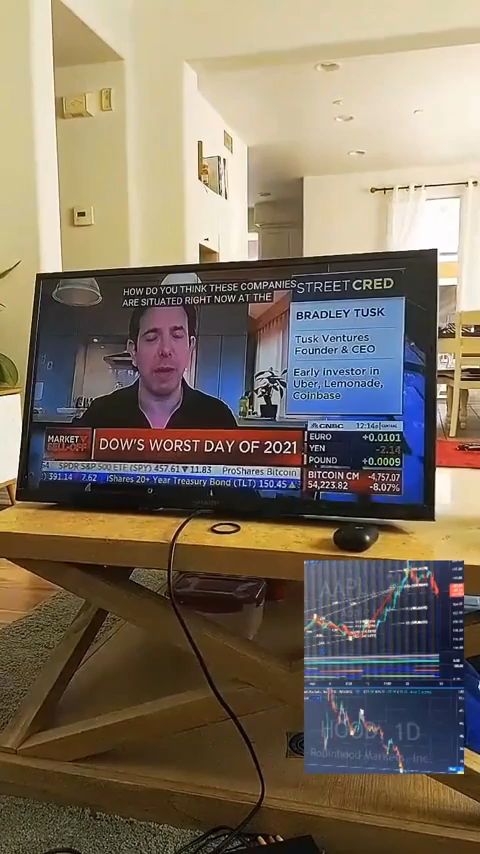 HOW DO YOU THINK THESE COMPANIES
ARE SITUATED RIGHT NOW AT THE
STREETCRED
BRADLEY TUSK
Tusk Ventures
Founder & CEO
Early investor in
Uber, Lemonade,
Coinbase
MARKET
SELL-OFF
DOW'S WORST DAY OF 2021
CNBC 12:14p
EURO +0.0101
YEN -2.14
POUND +0.0009
BITCOIN CM -4,757.07
54,223.82 -8.07%
SPDR S&P 500 ETF (SPY) 457.61▼11.83 ProShares Bitcoin
391.14 7.62 iShares 20+ Year Treasury Bond (TLT) 150.45▲
AAPL
HOOD, 1D
Robinhood Markets, Inc.